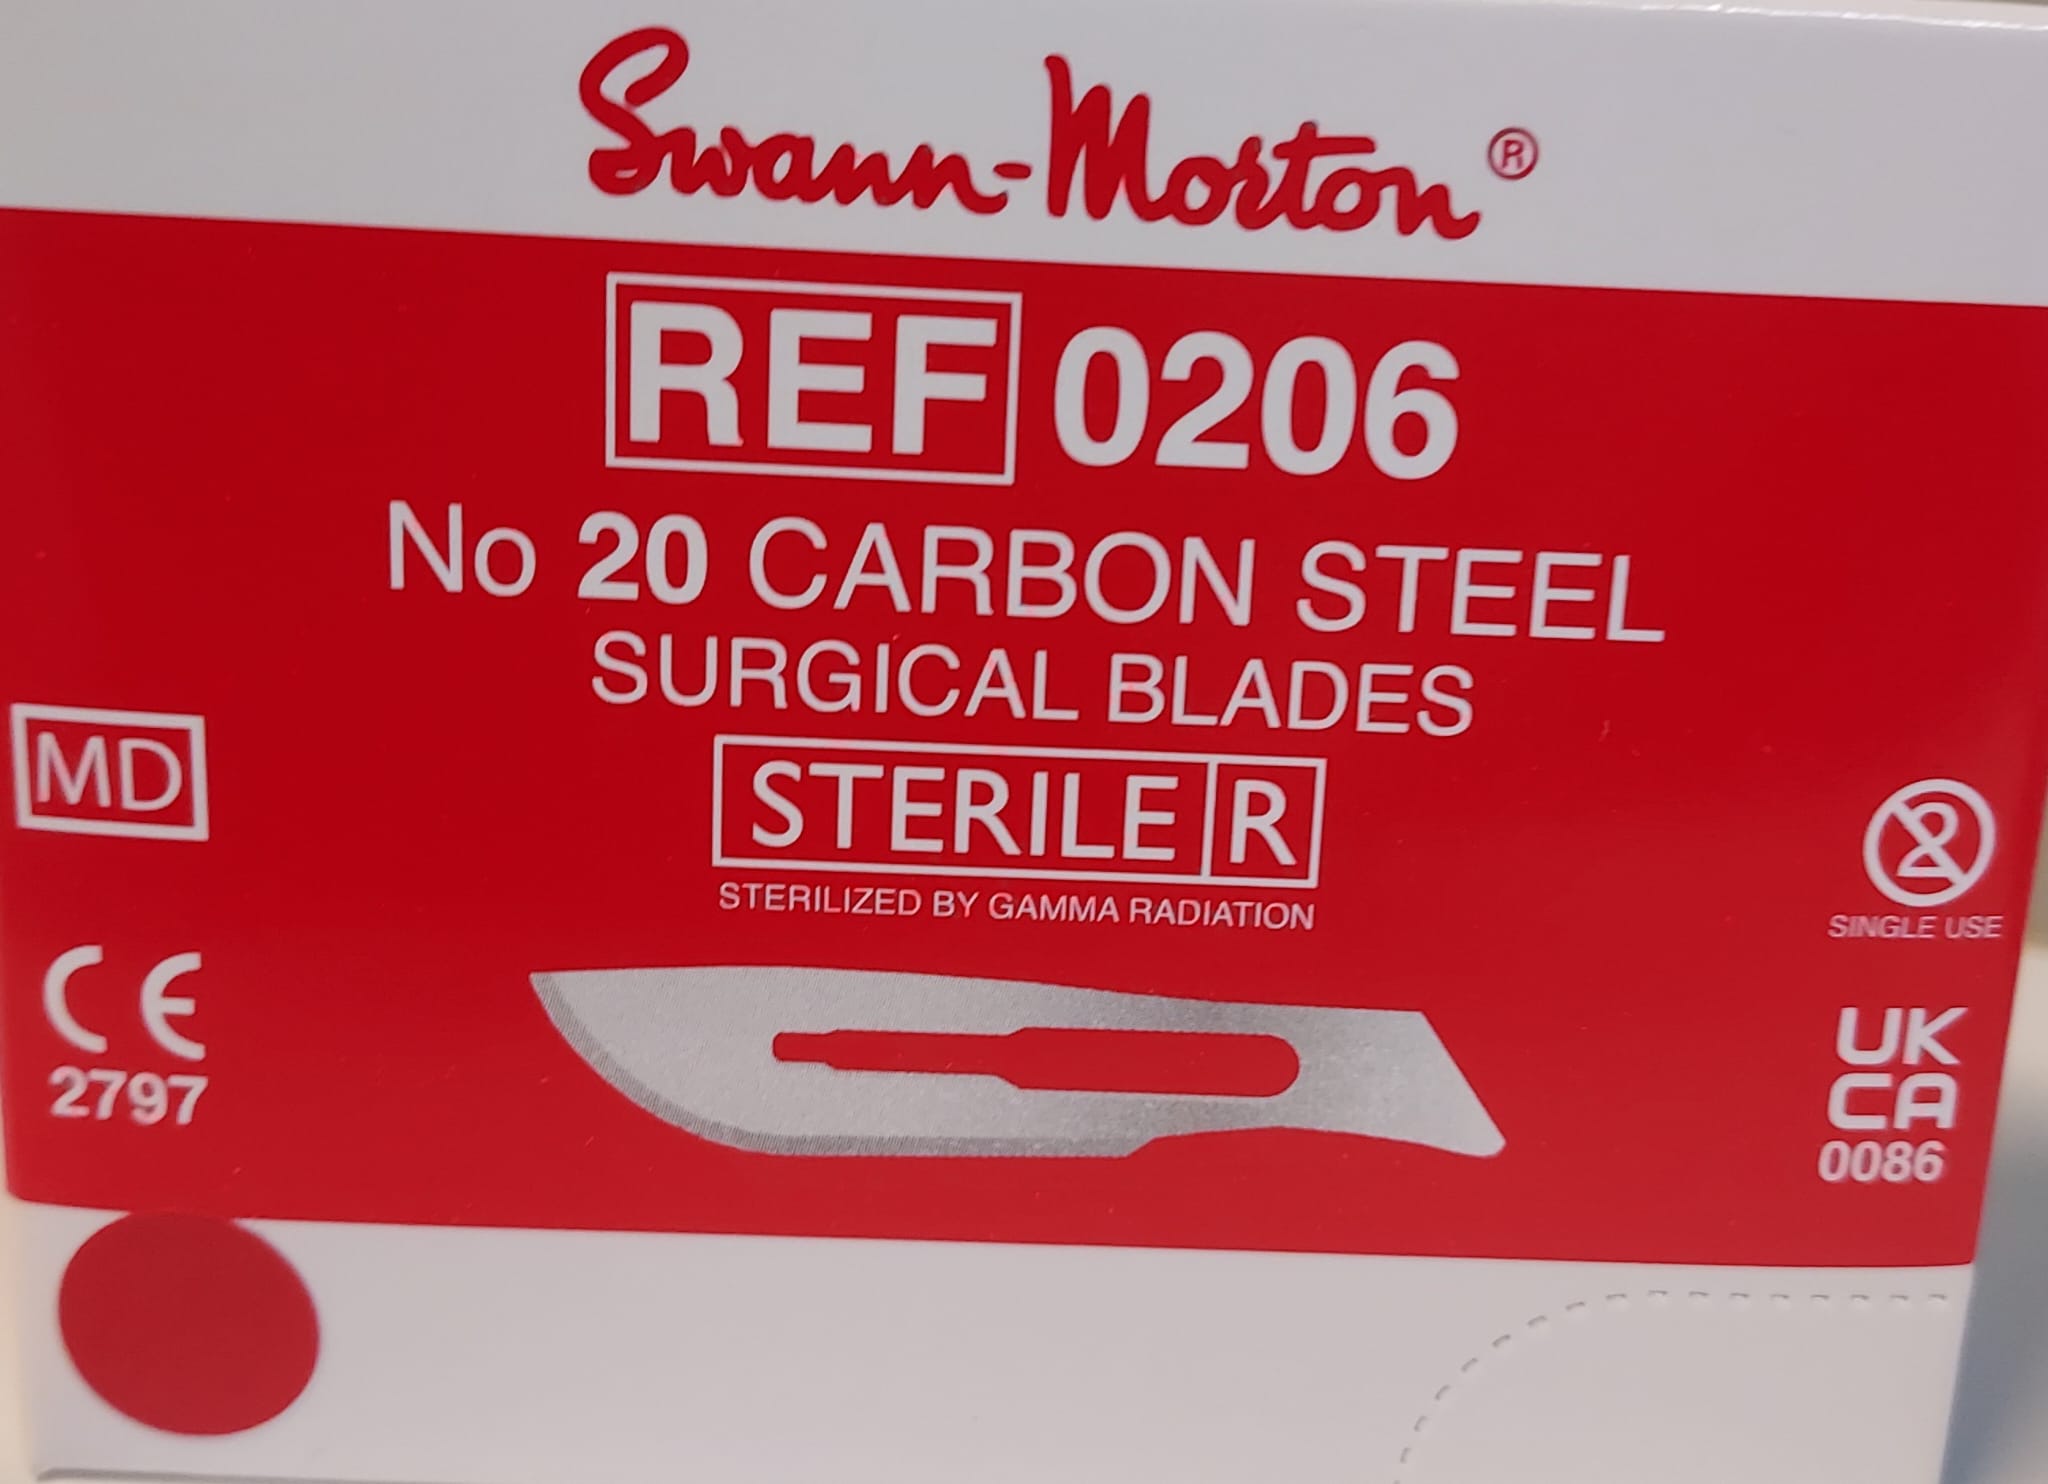 Swann-Morton®
REF 0206
No 20 CARBON STEEL
SURGICAL BLADES
STERILE R
STERILIZED BY GAMMA RADIATION
MD
CE
2797
2
SINGLE USE
UK
CA
0086